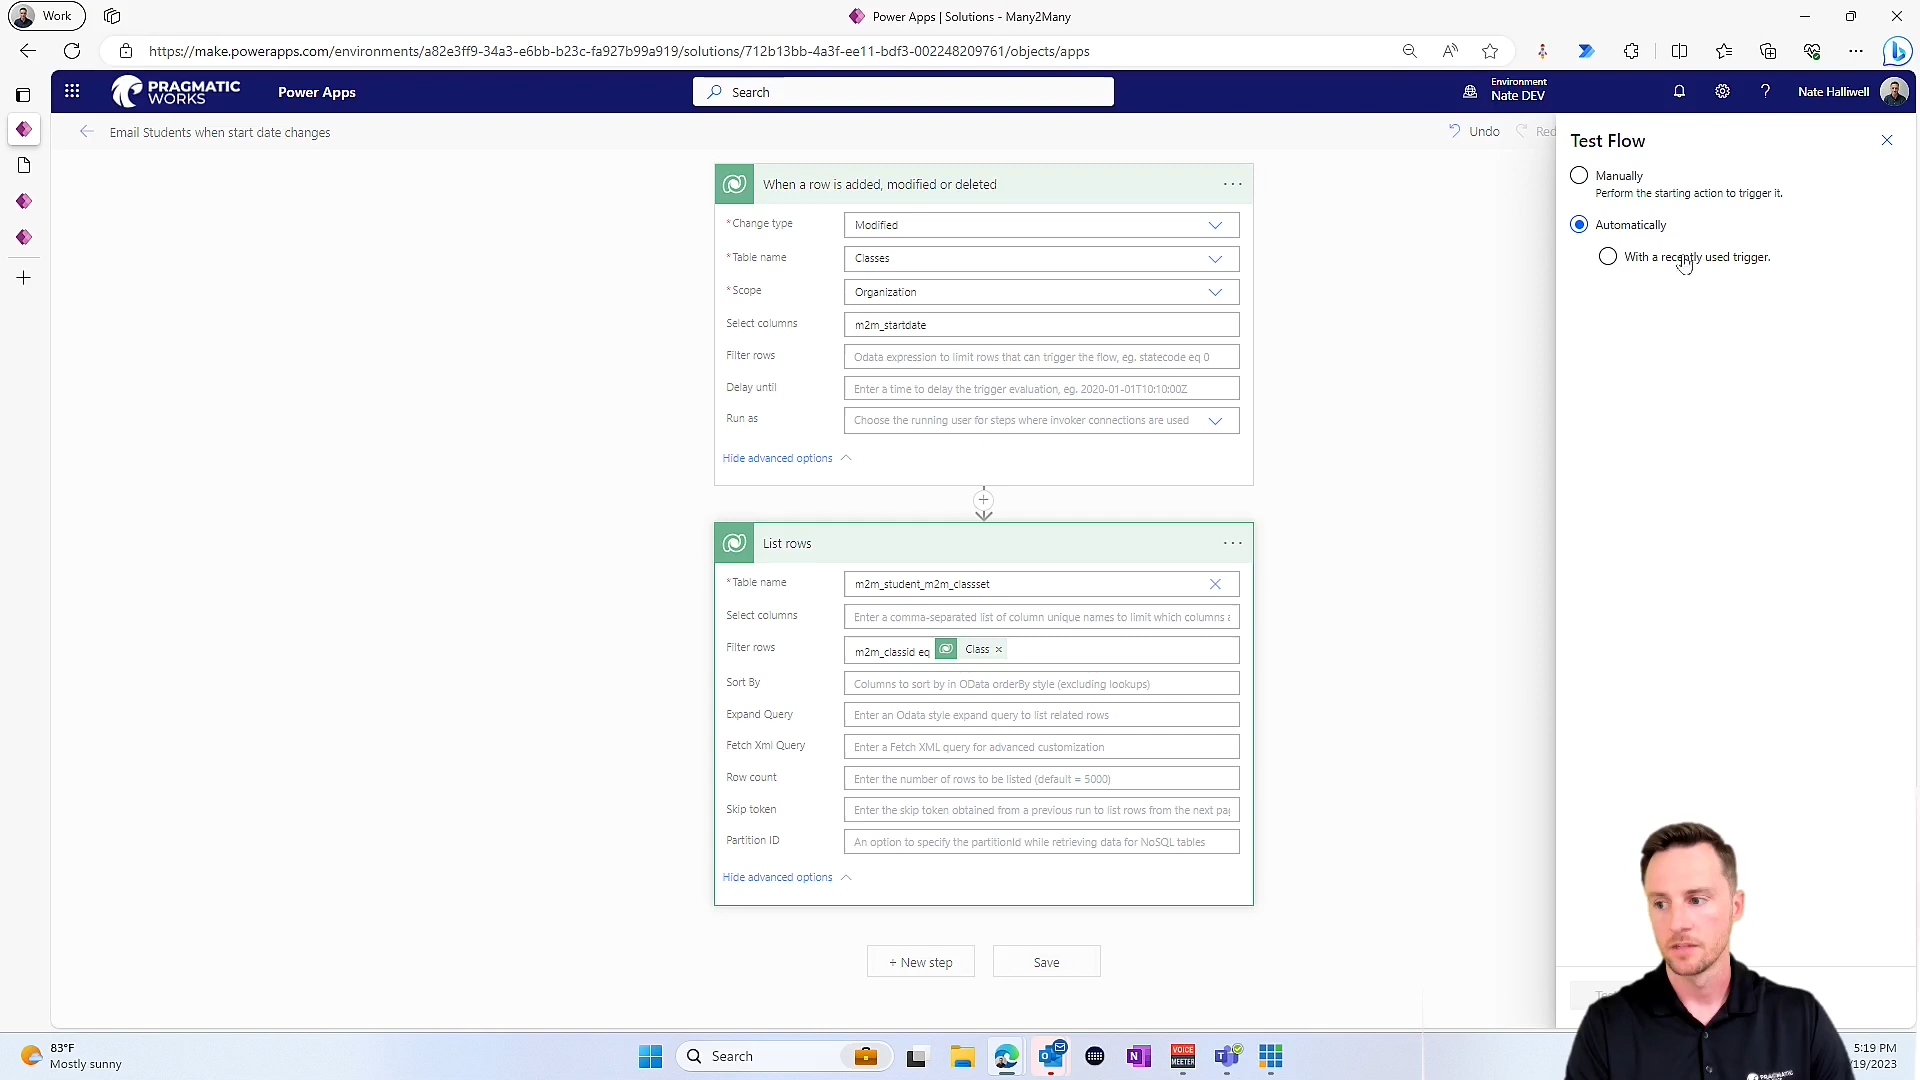 Work
Power Apps | Solutions - Many2Many
https://make.powerapps.com/environments/a82e3ff9-34a3-e6bb-b23c-fa927b99a919/solutions/712b13bb-4a3f-ee11-bdf3-002248209761/objects/apps
PRAGMATIC WORKS
Power Apps
Search
Environment
Nate DEV
?
Nate Halliwell
Email Students when start date changes
Undo
Red
Test Flow
Manually
Perform the starting action to trigger it.
Automatically
With a recently used trigger.
When a row is added, modified or deleted
* Change type
Modified
* Table name
Classes
* Scope
Organization
Select columns
m2m_startdate
Filter rows
Odata expression to limit rows that can trigger the flow, eg. statecode eq 0
Delay until
Enter a time to delay the trigger evaluation, eg. 2020-01-01T10:10:00Z
Run as
Choose the running user for steps where invoker connections are used
Hide advanced options
List rows
* Table name
m2m_student_m2m_classset
Select columns
Enter a comma-separated list of column unique names to limit which columns a
Filter rows
m2m_classid eq Class ×
Sort By
Columns to sort by in OData orderBy style (excluding lookups)
Expand Query
Enter an Odata style expand query to list related rows
Fetch Xml Query
Enter a Fetch XML query for advanced customization
Row count
Enter the number of rows to be listed (default = 5000)
Skip token
Enter the skip token obtained from a previous run to list rows from the next pag
Partition ID
An option to specify the partitionId while retrieving data for NoSQL tables
Hide advanced options
+ New step
Save
83°F
Mostly sunny
Search
VOICE MEETER
5:19 PM
/19/2023
PRAGMATIC